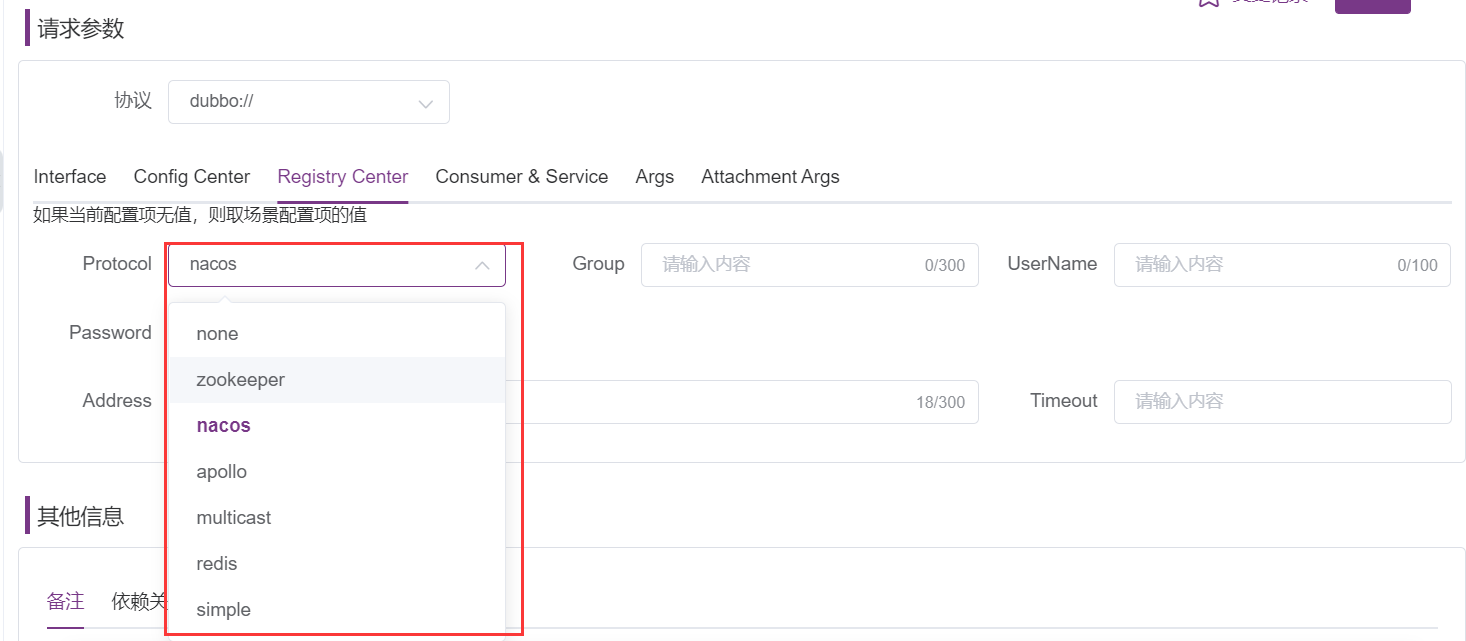 请求参数
协议 dubbo://
Interface Config Center Registry Center Consumer & Service Args Attachment Args
如果当前配置项无值，则取场景配置项的值
Protocol nacos Group 请输入内容 0/300 UserName 请输入内容 0/100
Password
Address 18/300 Timeout 请输入内容
none
zookeeper
nacos
apollo
multicast
redis
simple
其他信息
备注 依赖关